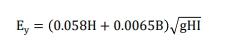 E_y = (0.058H + 0.0065B)√gHI